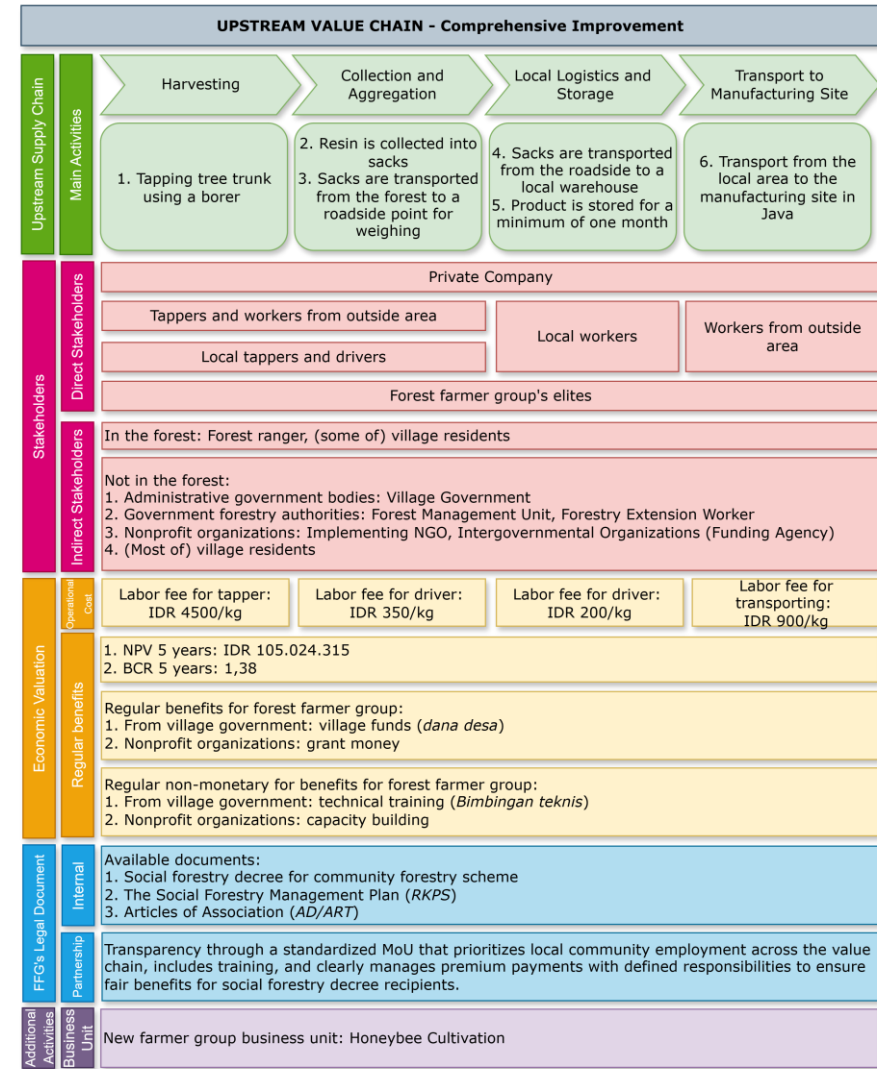 UPSTREAM VALUE CHAIN - Comprehensive Improvement
Upstream Supply Chain
Main Activities
Harvesting
Collection and
Aggregation
Local Logistics and
Storage
Transport to
Manufacturing Site
1. Tapping tree trunk
using a borer
2. Resin is collected into
sacks
3. Sacks are transported
from the forest to a
roadside point for
weighing
4. Sacks are transported
from the roadside to a
local warehouse
5. Product is stored for a
minimum of one month
6. Transport from the
local area to the
manufacturing site in
Java
Stakeholders
Direct Stakeholders
Private Company
Tappers and workers from outside area
Local tappers and drivers
Local workers
Workers from outside
area
Forest farmer group's elites
Indirect Stakeholders
In the forest: Forest ranger, (some of) village residents
Not in the forest:
1. Administrative government bodies: Village Government
2. Government forestry authorities: Forest Management Unit, Forestry Extension Worker
3. Nonprofit organizations: Implementing NGO, Intergovernmental Organizations (Funding Agency)
4. (Most of) village residents
Economic Valuation
Operational
Cost
Labor fee for tapper:
IDR 4500/kg
Labor fee for driver:
IDR 350/kg
Labor fee for driver:
IDR 200/kg
Labor fee for
transporting:
IDR 900/kg
Regular benefits
1. NPV 5 years: IDR 105.024.315
2. BCR 5 years: 1,38
Regular benefits for forest farmer group:
1. From village government: village funds (dana desa)
2. Nonprofit organizations: grant money
Regular non-monetary for benefits for forest farmer group:
1. From village government: technical training (Bimbingan teknis)
2. Nonprofit organizations: capacity building
FFG's Legal Document
Internal
Available documents:
1. Social forestry decree for community forestry scheme
2. The Social Forestry Management Plan (RKPS)
3. Articles of Association (AD/ART)
Partnership
Transparency through a standardized MoU that prioritizes local community employment across the value
chain, includes training, and clearly manages premium payments with defined responsibilities to ensure
fair benefits for social forestry decree recipients.
Additional
Activities
Business
Unit
New farmer group business unit: Honeybee Cultivation